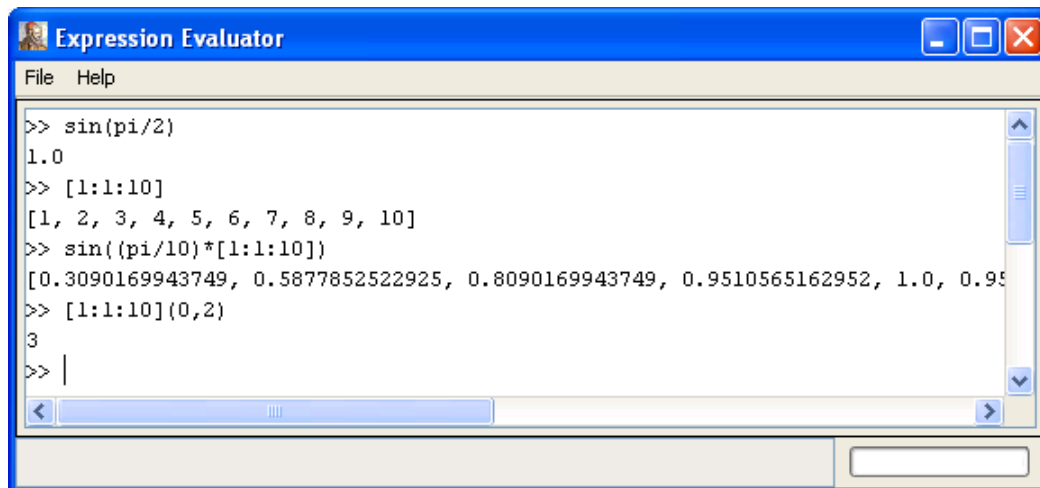 Expression Evaluator
File Help
>> sin(pi/2)
1.0
>> [1:1:10]
[1, 2, 3, 4, 5, 6, 7, 8, 9, 10]
>> sin((pi/10)*[1:1:10])
[0.3090169943749, 0.5877852522925, 0.8090169943749, 0.9510565162952, 1.0, 0.95
>> [1:1:10](0,2)
3
>>